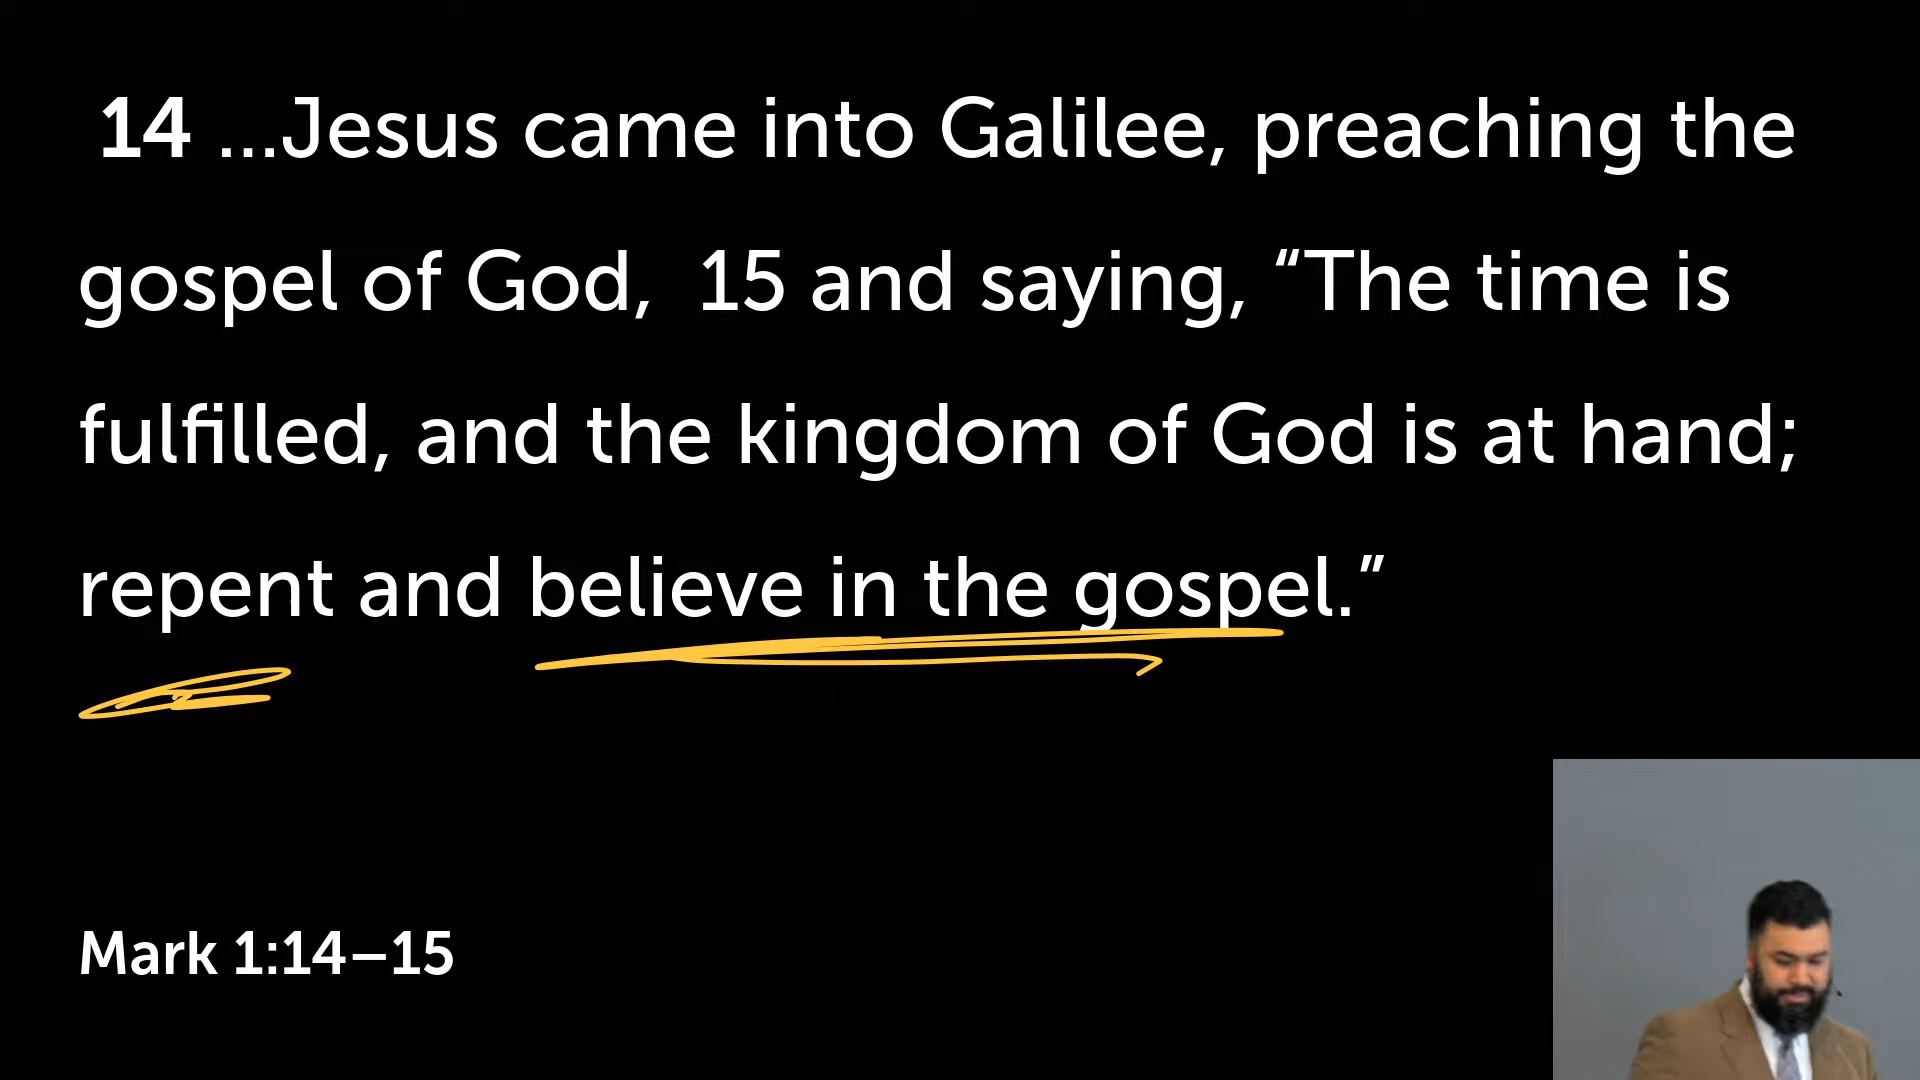 14 ...Jesus came into Galilee, preaching the
gospel of God, 15 and saying, “The time is
fulfilled, and the kingdom of God is at hand;
repent and believe in the gospel.”
Mark 1:14–15